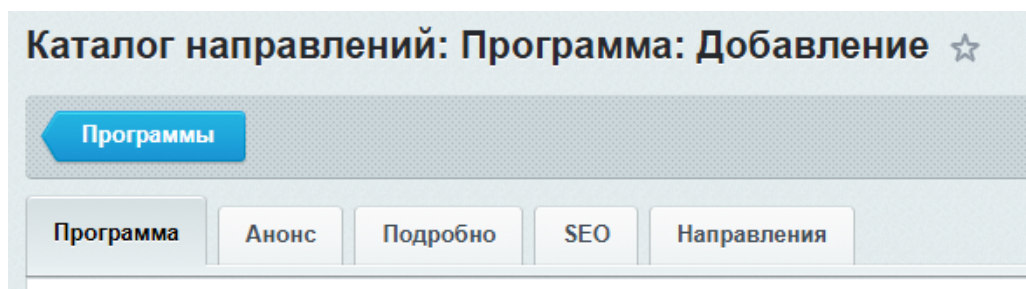 Каталог направлений: Программа: Добавление
Программы
Программа Анонс Подробно SEO Направления